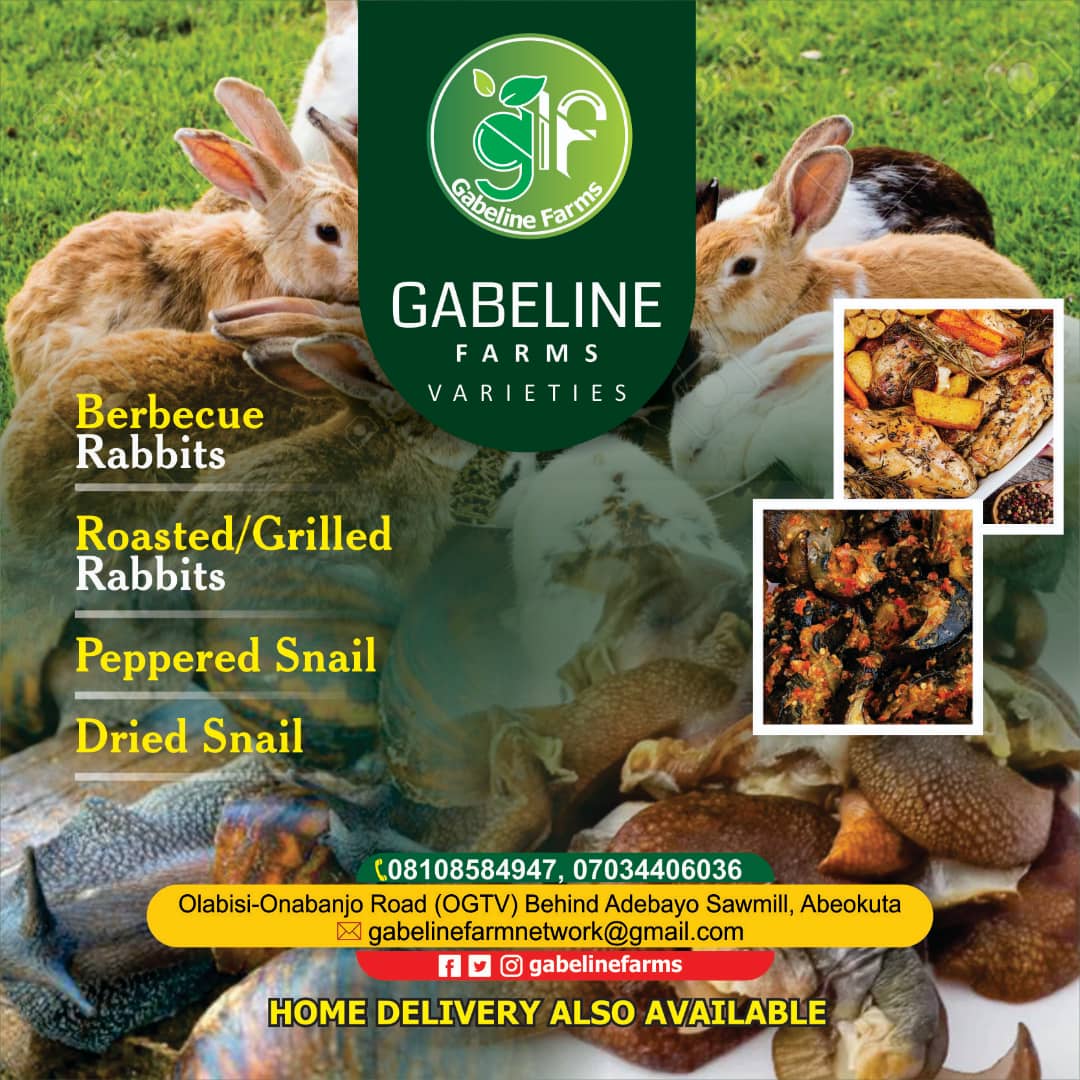 glF
Gabeline Farms
GABELINE
FARMS
VARIETIES
Berbecue
Rabbits
Roasted/Grilled
Rabbits
Peppered Snail
Dried Snail
08108584947, 07034406036
Olabisi-Onabanjo Road (OGTV) Behind Adebayo Sawmill, Abeokuta
gabelinefarmnetwork@gmail.com
gabelinefarms
HOME DELIVERY ALSO AVAILABLE